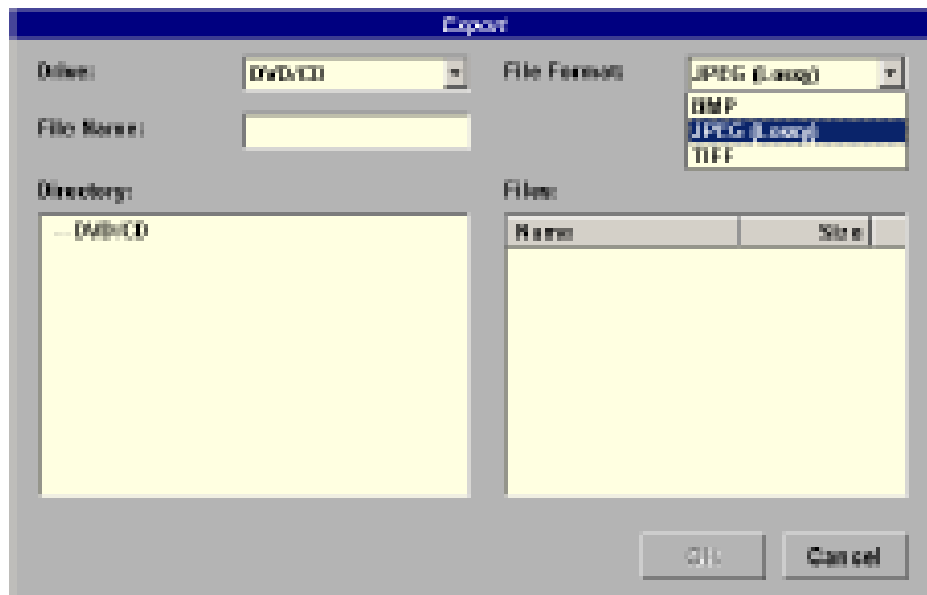 Export
Drive: DVD/CD File Format: JPEG (Lossy)
BMP
File Name: JPEG (Lossy)
TIFF
Directory: Files:
DVD/CD Name Size
OK Cancel